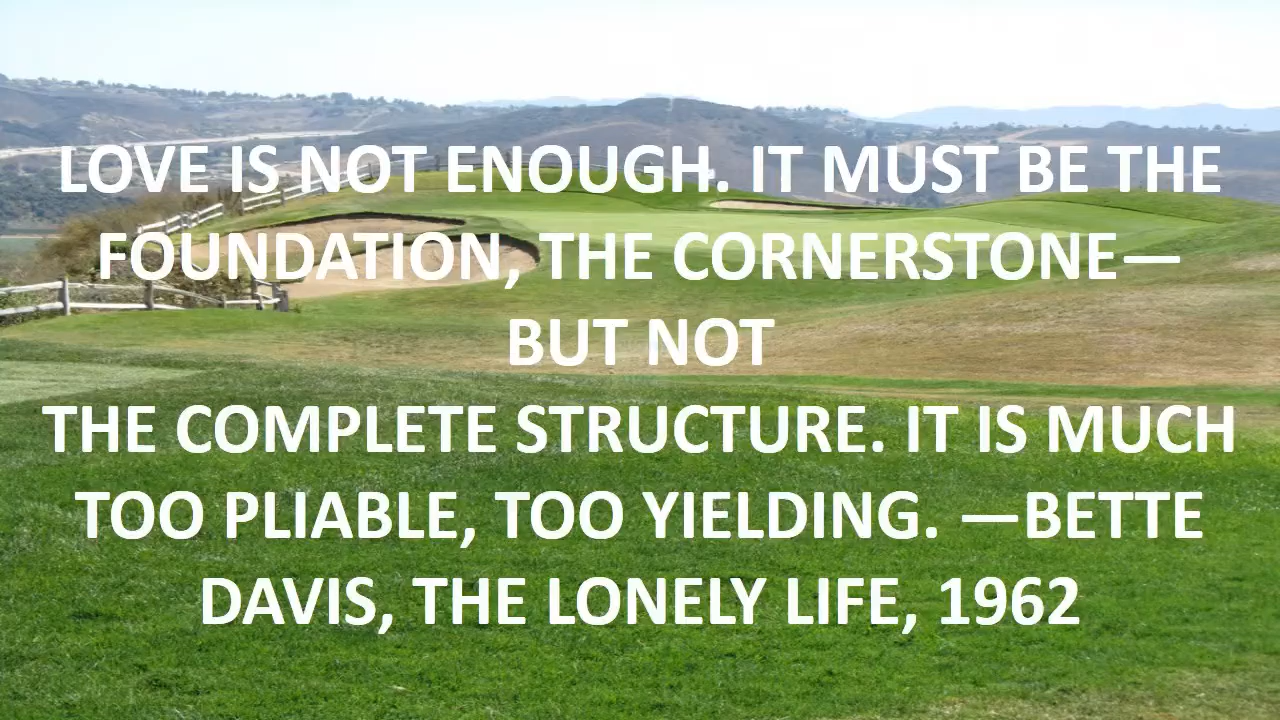 LOVE IS NOT ENOUGH. IT MUST BE THE
FOUNDATION, THE CORNERSTONE—
BUT NOT
THE COMPLETE STRUCTURE. IT IS MUCH
TOO PLIABLE, TOO YIELDING. —BETTE
DAVIS, THE LONELY LIFE, 1962